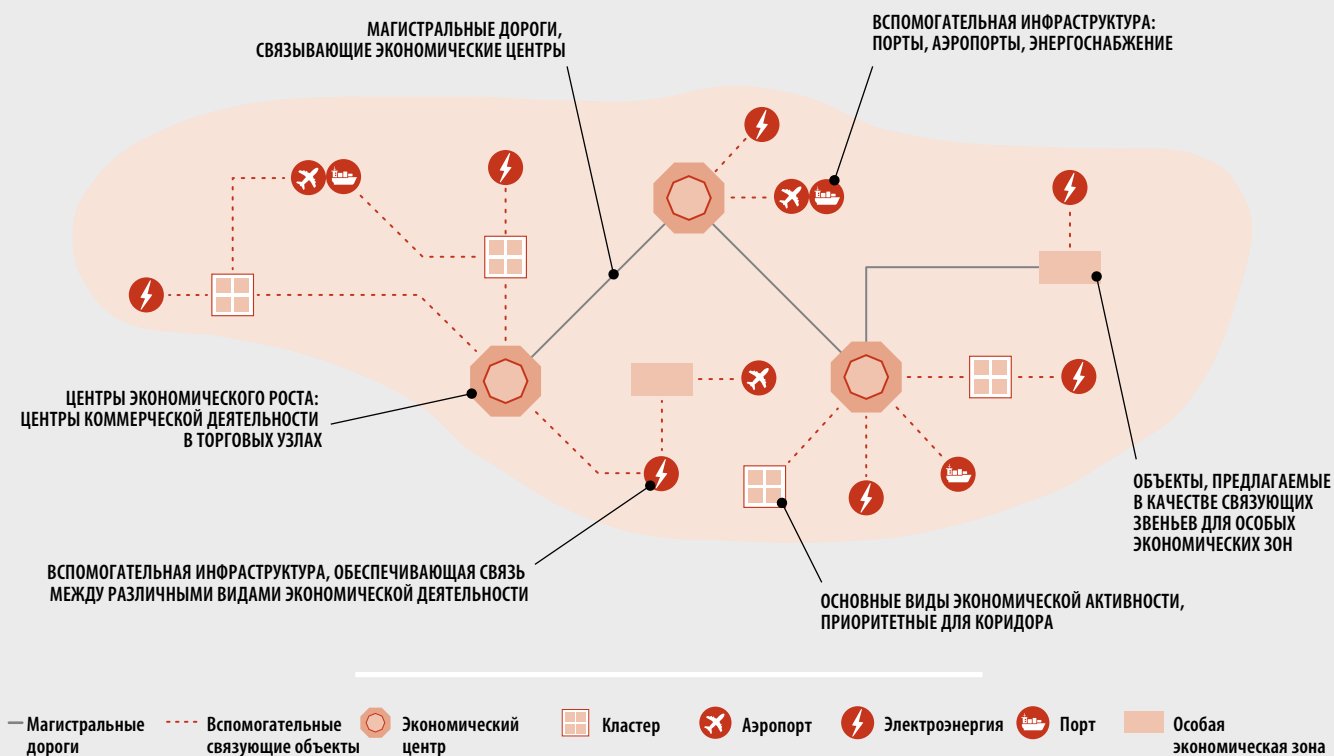 МАГИСТРАЛЬНЫЕ ДОРОГИ,
СВЯЗЫВАЮЩИЕ ЭКОНОМИЧЕСКИЕ ЦЕНТРЫ
ВСПОМОГАТЕЛЬНАЯ ИНФРАСТРУКТУРА:
ПОРТЫ, АЭРОПОРТЫ, ЭНЕРГОСНАБЖЕНИЕ
ЦЕНТРЫ ЭКОНОМИЧЕСКОГО РОСТА:
ЦЕНТРЫ КОММЕРЧЕСКОЙ ДЕЯТЕЛЬНОСТИ
В ТОРГОВЫХ УЗЛАХ
ОБЪЕКТЫ, ПРЕДЛАГАЕМЫЕ
В КАЧЕСТВЕ СВЯЗУЮЩИХ
ЗВЕНЬЕВ ДЛЯ ОСОБЫХ
ЭКОНОМИЧЕСКИХ ЗОН
ВСПОМОГАТЕЛЬНАЯ ИНФРАСТРУКТУРА, ОБЕСПЕЧИВАЮЩАЯ СВЯЗЬ
МЕЖДУ РАЗЛИЧНЫМИ ВИДАМИ ЭКОНОМИЧЕСКОЙ ДЕЯТЕЛЬНОСТИ
ОСНОВНЫЕ ВИДЫ ЭКОНОМИЧЕСКОЙ АКТИВНОСТИ,
ПРИОРИТЕТНЫЕ ДЛЯ КОРИДОРА
Магистральные
дороги
Вспомогательные
связующие объекты
Экономический
центр
Кластер
Аэропорт
Электроэнергия
Порт
Особая
экономическая зона